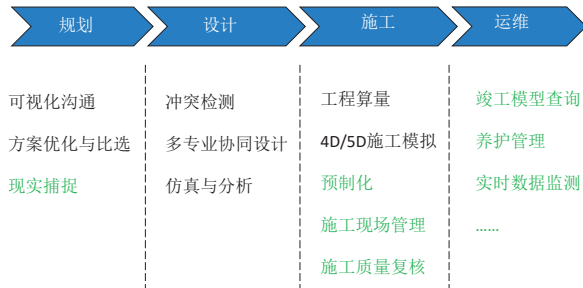 规划
设计
施工
运维
可视化沟通
方案优化与比选
现实捕捉
冲突检测
多专业协同设计
仿真与分析
工程算量
4D/5D施工模拟
预制化
施工现场管理
施工质量复核
竣工模型查询
养护管理
实时数据监测
......